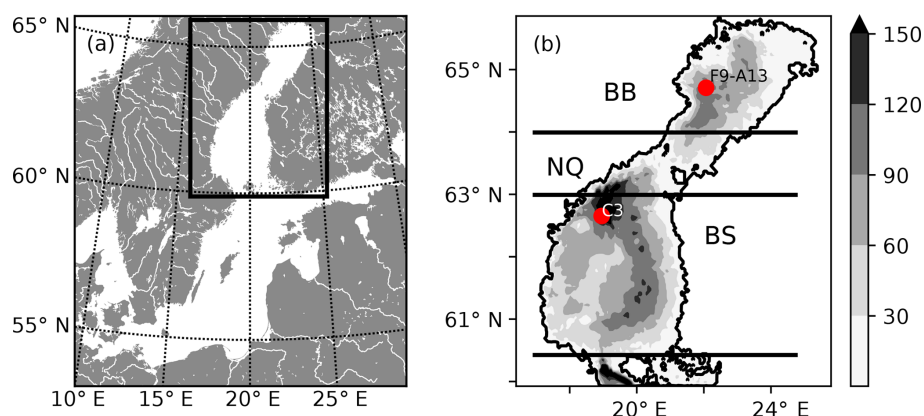 65° N
60° N
55° N
10° E
15° E
20° E
25° E
(a)
(b)
65° N
63° N
61° N
20° E
24° E
F9-A13
BB
NQ
C3
BS
150
120
90
60
30